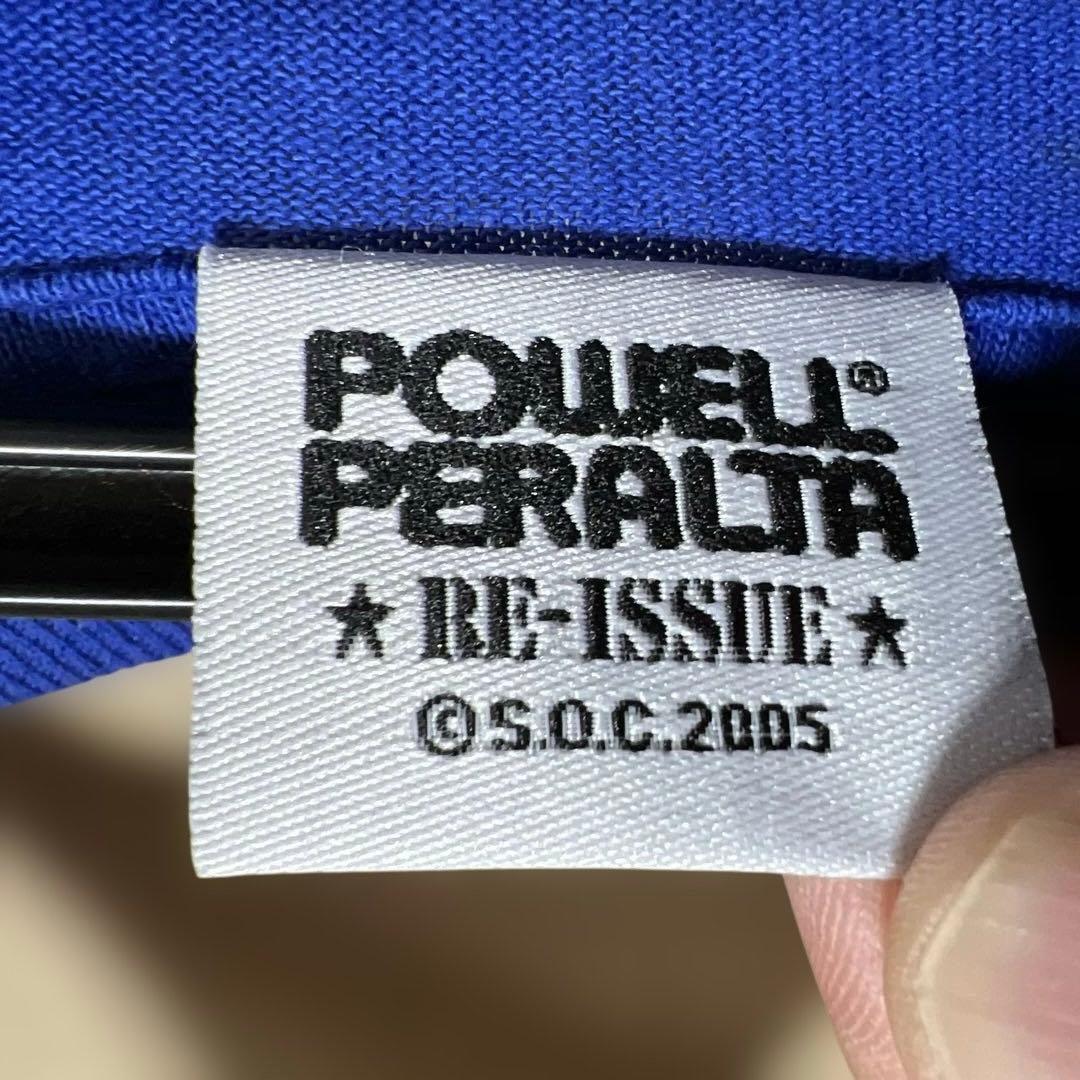 POWELL®
PERALTA
★ RE-ISSUE ★
©S.O.C.2005